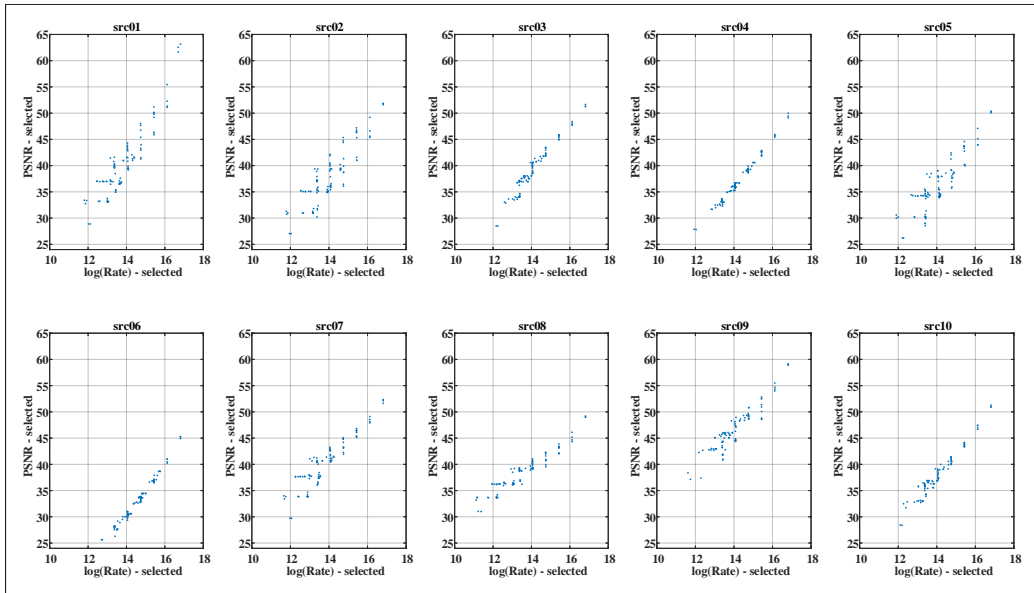 src01 src02 src03 src04 src05
65 65 65 65 65
60 60 60 60 60
55 55 55 55 55
50 50 50 50 50
45 45 45 45 45
40 40 40 40 40
35 35 35 35 35
30 30 30 30 30
25 25 25 25 25
PSNR - selected PSNR - selected PSNR - selected PSNR - selected PSNR - selected
10 12 14 16 18 10 12 14 16 18 10 12 14 16 18 10 12 14 16 18 10 12 14 16 18
log(Rate) - selected log(Rate) - selected log(Rate) - selected log(Rate) - selected log(Rate) - selected
src06 src07 src08 src09 src10
65 65 65 65 65
60 60 60 60 60
55 55 55 55 55
50 50 50 50 50
45 45 45 45 45
40 40 40 40 40
35 35 35 35 35
30 30 30 30 30
25 25 25 25 25
PSNR - selected PSNR - selected PSNR - selected PSNR - selected PSNR - selected
10 12 14 16 18 10 12 14 16 18 10 12 14 16 18 10 12 14 16 18 10 12 14 16 18
log(Rate) - selected log(Rate) - selected log(Rate) - selected log(Rate) - selected log(Rate) - selected